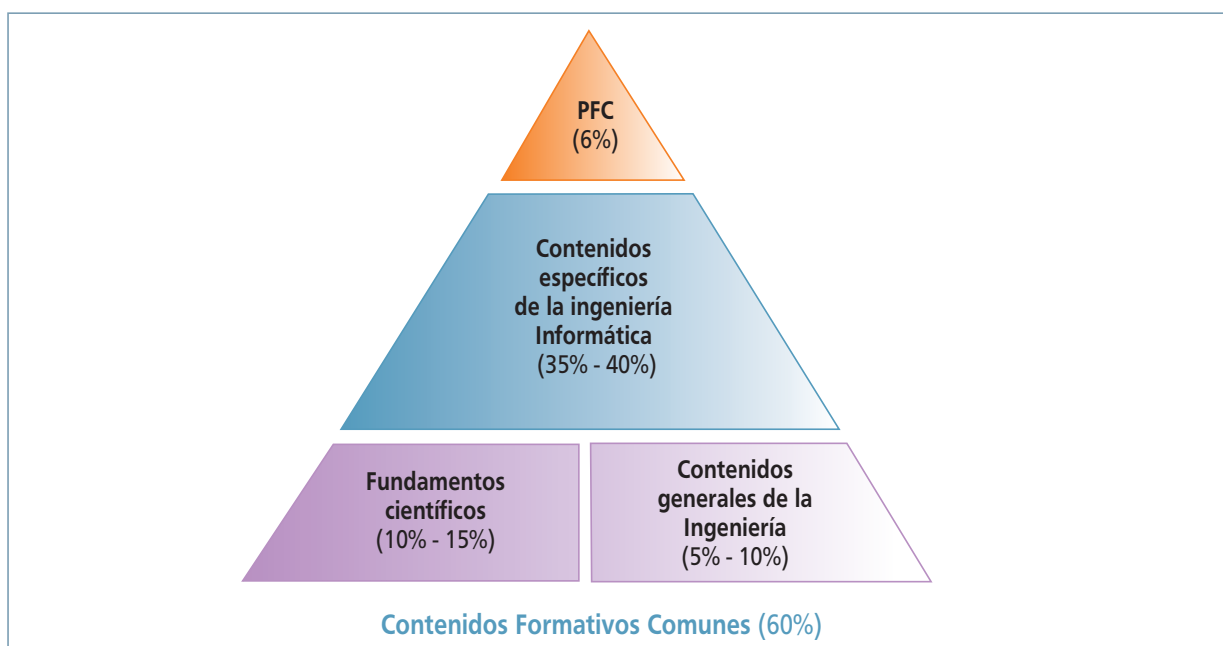 PFC
(6%)
Contenidos
específicos
de la ingeniería
Informática
(35% - 40%)
Fundamentos
científicos
(10% - 15%)
Contenidos
generales de la
Ingeniería
(5% - 10%)
Contenidos Formativos Comunes (60%)